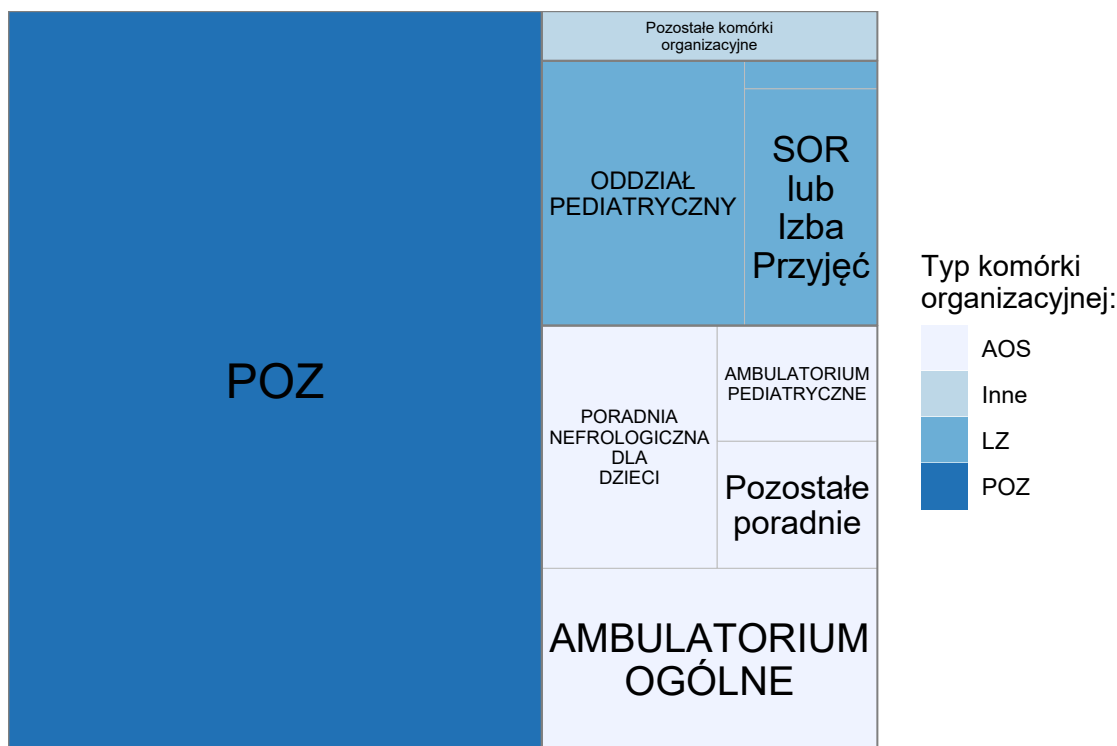 Pozostałe komórki
organizacyjne
ODDZIAŁ
PEDIATRYCZNY
SOR
lub
Izba
Przyjęć
POZ
PORADNIA
NEFROLOGICZNA
DLA
DZIECI
AMBULATORIUM
PEDIATRYCZNE
Pozostałe
poradnie
AMBULATORIUM
OGÓLNE
Typ komórki
organizacyjnej:
AOS
Inne
LZ
POZ